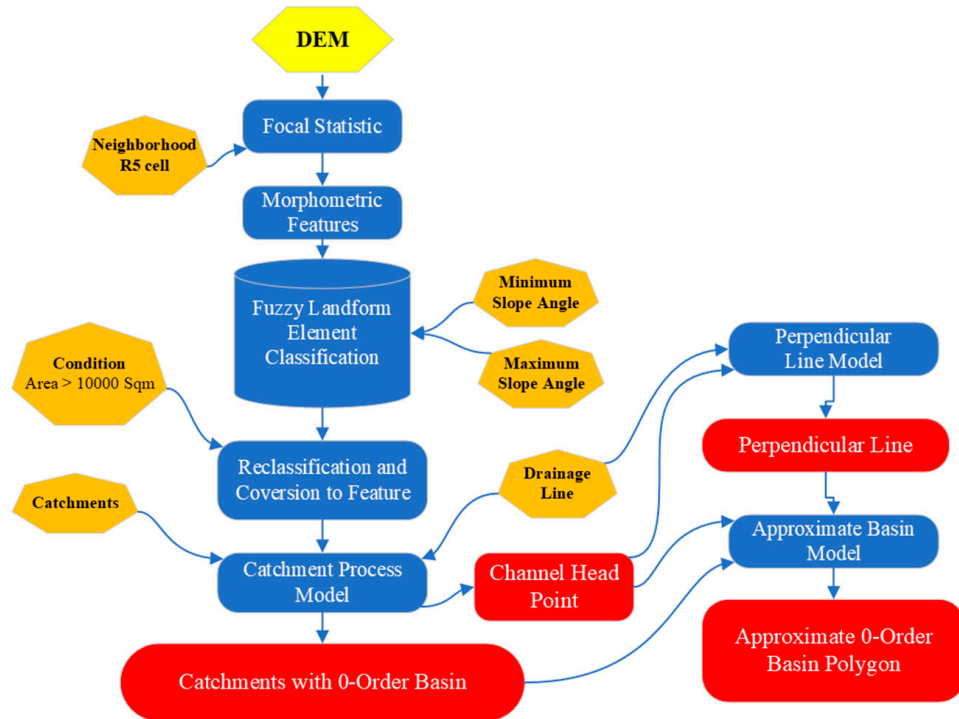 DEM
Focal Statistic
Neighborhood
R5 cell
Morphometric
Features
Fuzzy Landform
Element
Classification
Minimum
Slope Angle
Maximum
Slope Angle
Condition
Area > 10000 Sqm
Reclassification and
Coversion to Feature
Catchments
Drainage
Line
Catchment Process
Model
Channel Head
Point
Catchments with 0-Order Basin
Perpendicular
Line Model
Perpendicular Line
Approximate Basin
Model
Approximate 0-Order
Basin Polygon